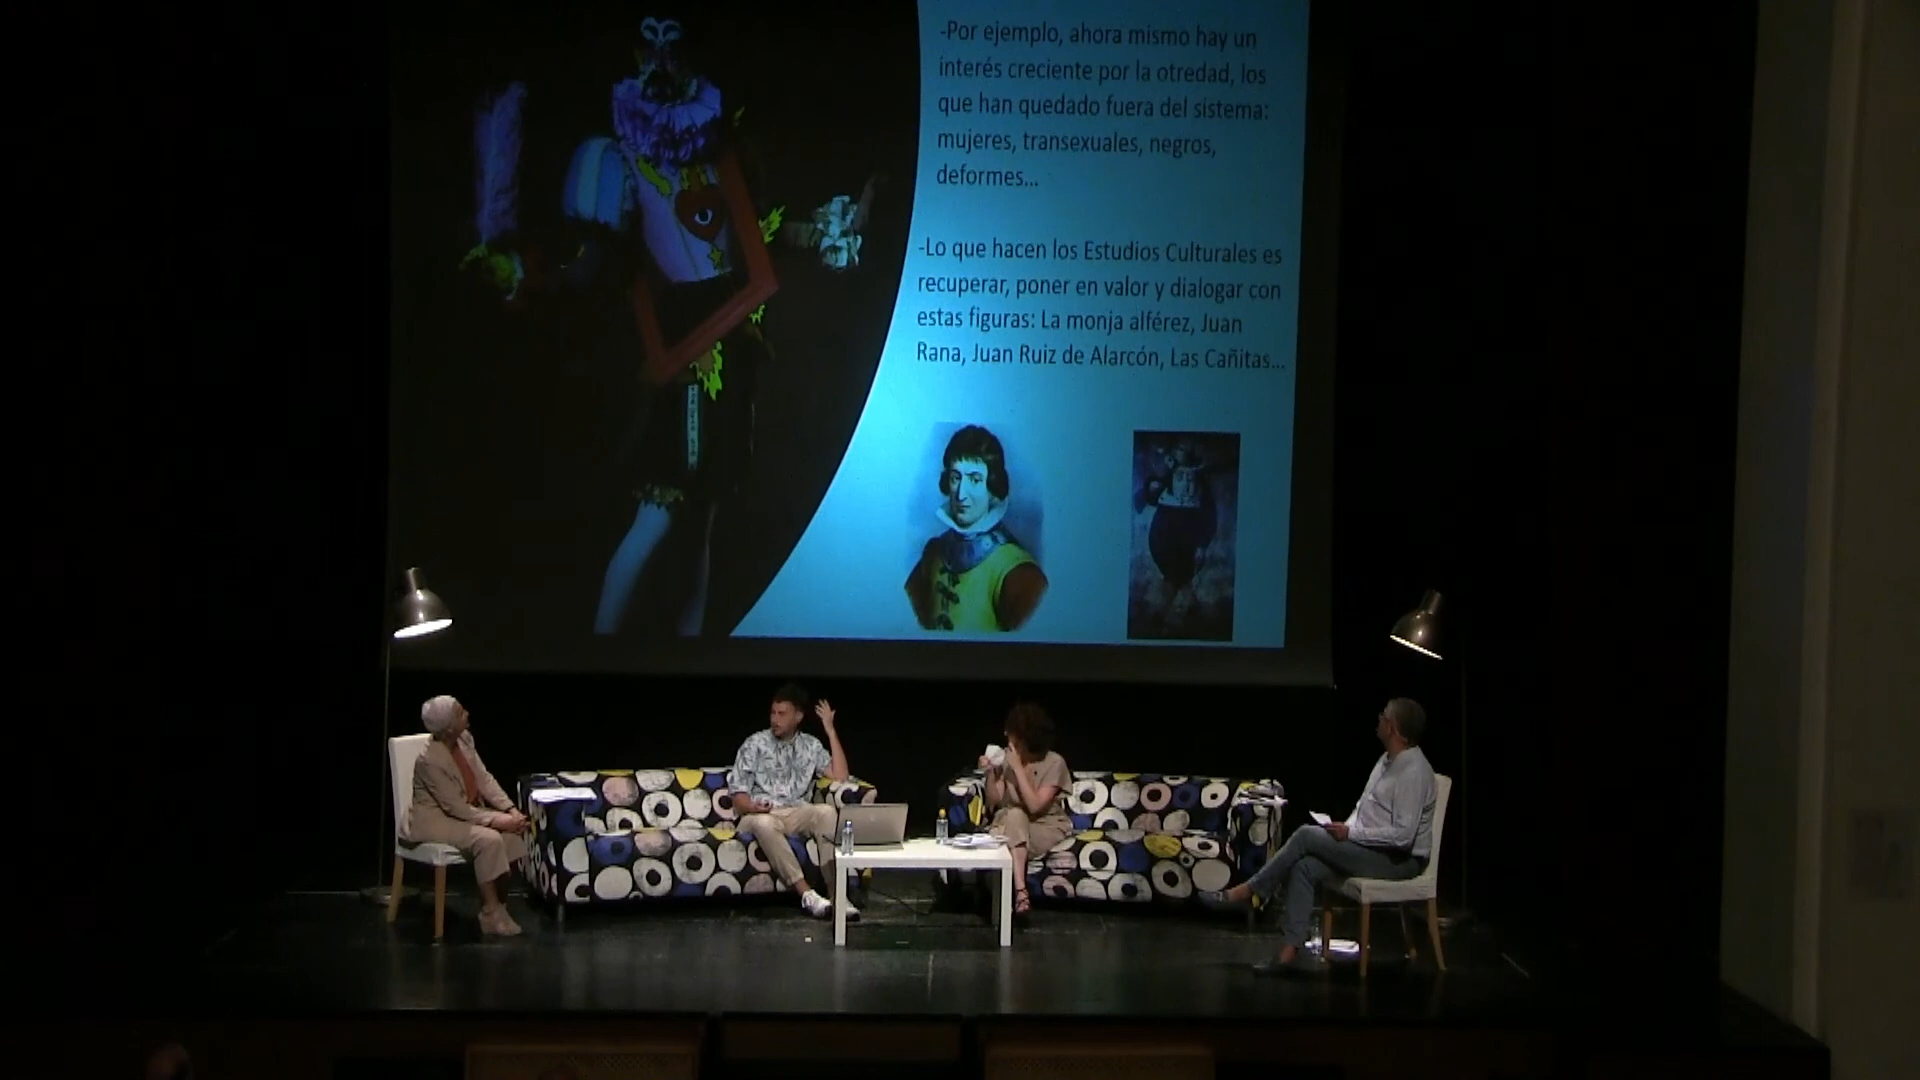 -Por ejemplo, ahora mismo hay un
interés creciente por la otredad, los
que han quedado fuera del sistema:
mujeres, transexuales, negros,
deformes...
-Lo que hacen los Estudios Culturales es
recuperar, poner en valor y dialogar con
estas figuras: La monja alférez, Juan
Rana, Juan Ruiz de Alarcón, Las Cañitas...